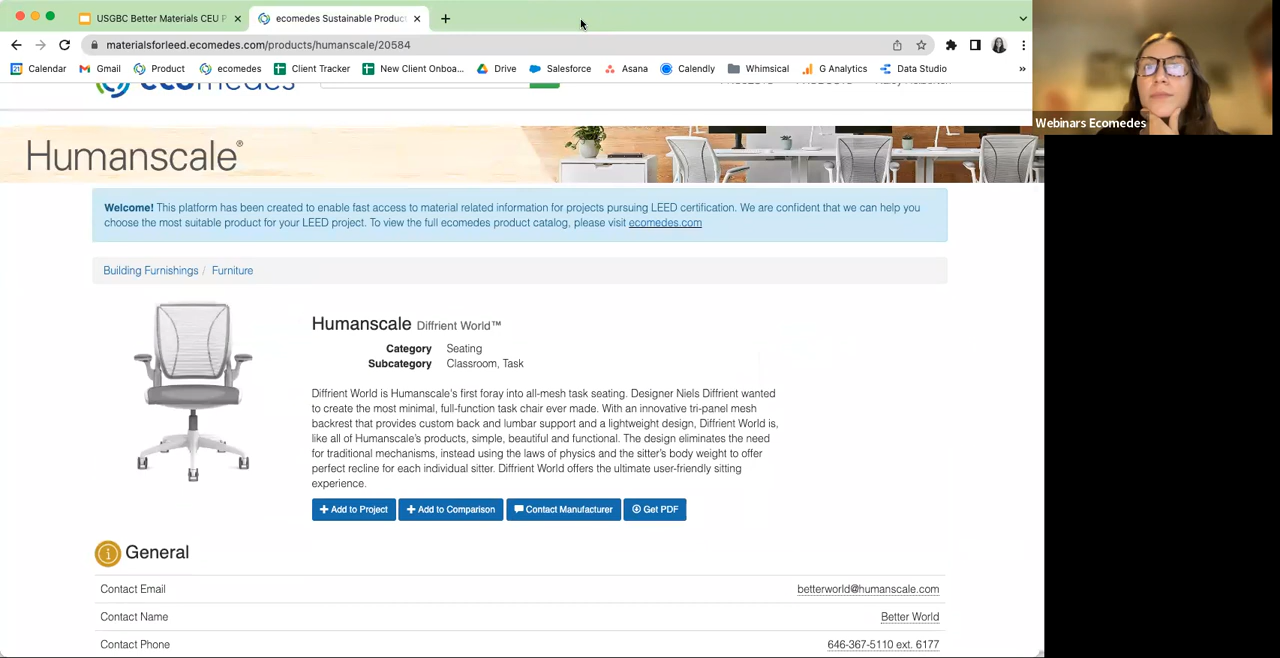 USGBC Better Materials CEU P
ecomedes Sustainable Produc
materialsforleed.ecomedes.com/products/humanscale/20584
Calendar
Gmail
Product
ecomedes
Client Tracker
New Client Onboa...
Drive
Salesforce
Asana
Calendly
Whimsical
G Analytics
Data Studio
»
Webinars Ecomedes
ecomedes
Humanscale®
Welcome! This platform has been created to enable fast access to material related information for projects pursuing LEED certification. We are confident that we can help you
choose the most suitable product for your LEED project. To view the full ecomedes product catalog, please visit ecomedes.com
Building Furnishings / Furniture
Humanscale Diffrient World™
Category Seating
Subcategory Classroom, Task
Diffrient World is Humanscale's first foray into all-mesh task seating. Designer Niels Diffrient wanted
to create the most minimal, full-function task chair ever made. With an innovative tri-panel mesh
backrest that provides custom back and lumbar support and a lightweight design, Diffrient World is,
like all of Humanscale's products, simple, beautiful and functional. The design eliminates the need
for traditional mechanisms, instead using the laws of physics and the sitter's body weight to offer
perfect recline for each individual sitter. Diffrient World offers the ultimate user-friendly sitting
experience.
+ Add to Project + Add to Comparison Contact Manufacturer Get PDF
General
Contact Email betterworld@humanscale.com
Contact Name Better World
Contact Phone 646-367-5110 ext. 6177